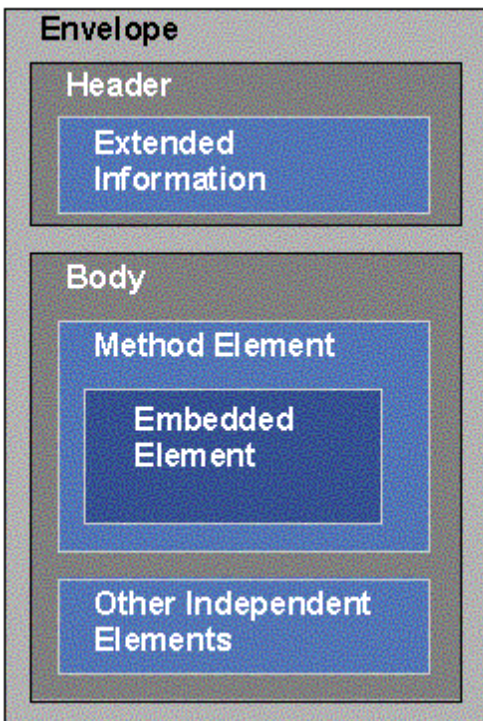 Envelope
Header
Extended
Information
Body
Method Element
Embedded
Element
Other Independent
Elements